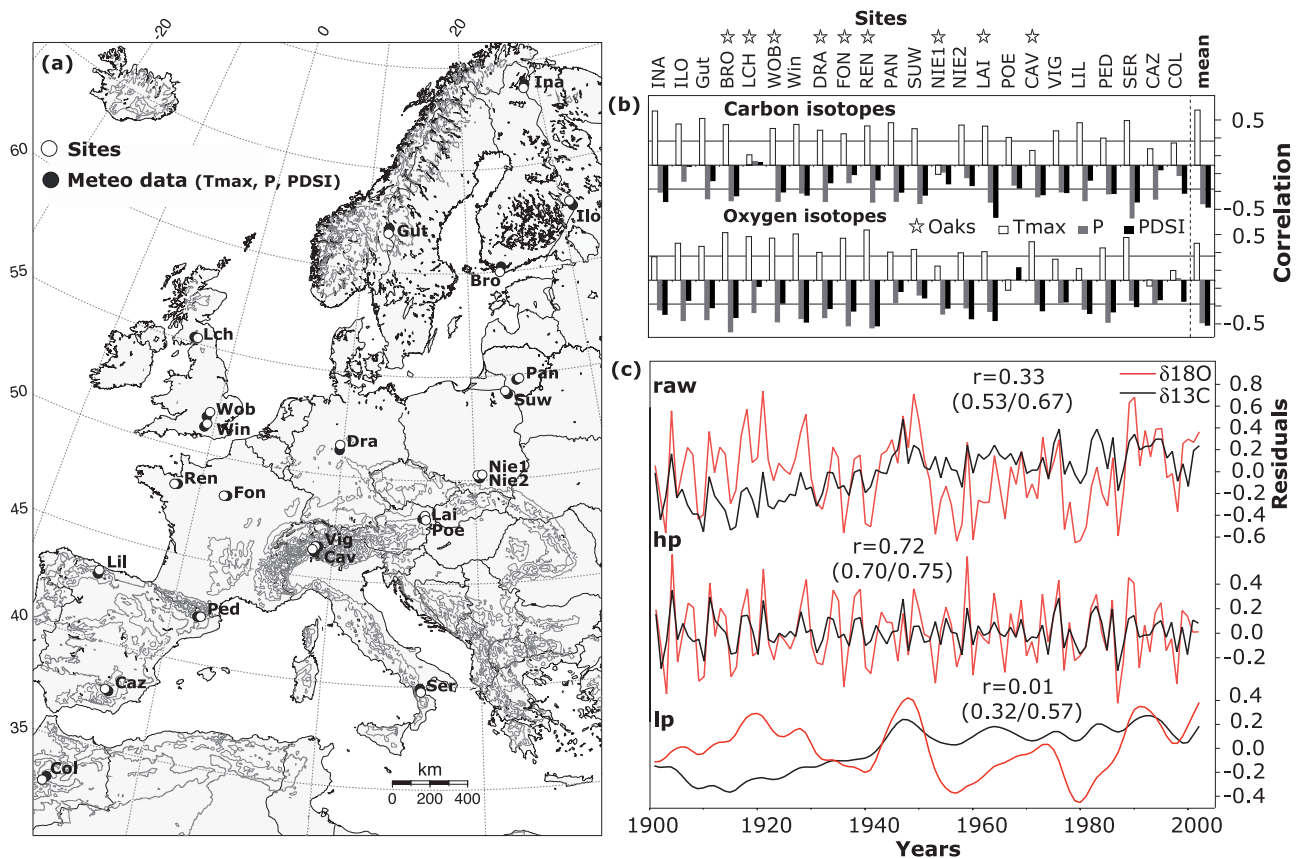 -20
0
20
(a)
60
55
50
45
40
35
Sites
Meteo data (Tmax, P, PDSI)
Ina
Ilo
Gut
Bro
Lch
Pan
Suw
Wob
Win
Dra
Nie1
Nie2
Ren
Fon
Lai
Poe
Vig
Cav
Lil
Ped
Caz
Ser
Col
km
0 200 400
Sites
INA
ILO
Gut
BRO
LCH
WOB
Win
DRA
FON
REN
PAN
SUW
NIE1
NIE2
LAI
POE
CAV
VIG
LIL
PED
SER
CAZ
COL
mean
(b)
Carbon isotopes
0.5
-0.5
Oxygen isotopes
☆ Oaks Tmax P PDSI
0.5
-0.5
Correlation
(c)
raw
r=0.33
(0.53/0.67)
δ18O
δ13C
0.8
0.6
0.4
0.2
0.0
-0.2
-0.4
-0.6
Residuals
hp
r=0.72
(0.70/0.75)
0.4
0.2
0.0
-0.2
lp
r=0.01
(0.32/0.57)
0.4
0.2
0.0
-0.2
-0.4
1900 1920 1940 1960 1980 2000
Years